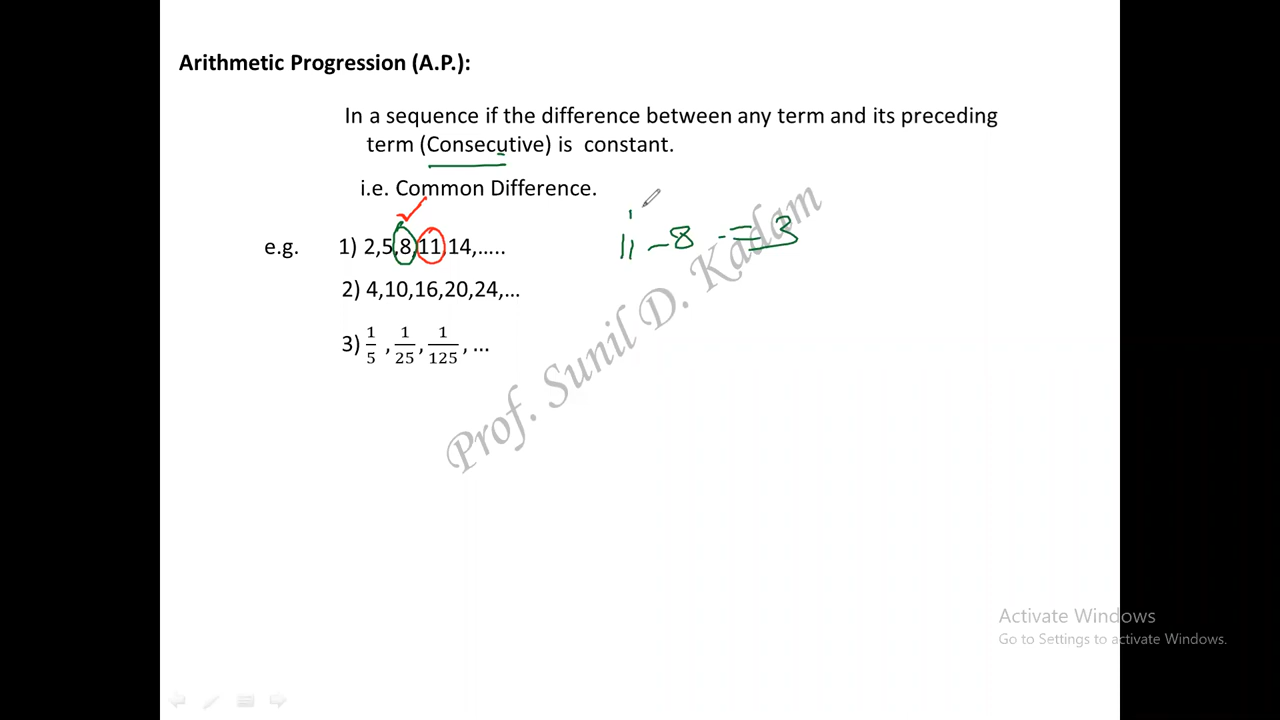 Arithmetic Progression (A.P.):
In a sequence if the difference between any term and its preceding
term (Consecutive) is constant.
i.e. Common Difference.
e.g. 1) 2,5,8,11,14,.....
11 - 8 = 3
2) 4,10,16,20,24,...
3) 1/5 , 1/25 , 1/125 , ...
Prof. Sunil D. Kadam
Activate Windows
Go to Settings to activate Windows.